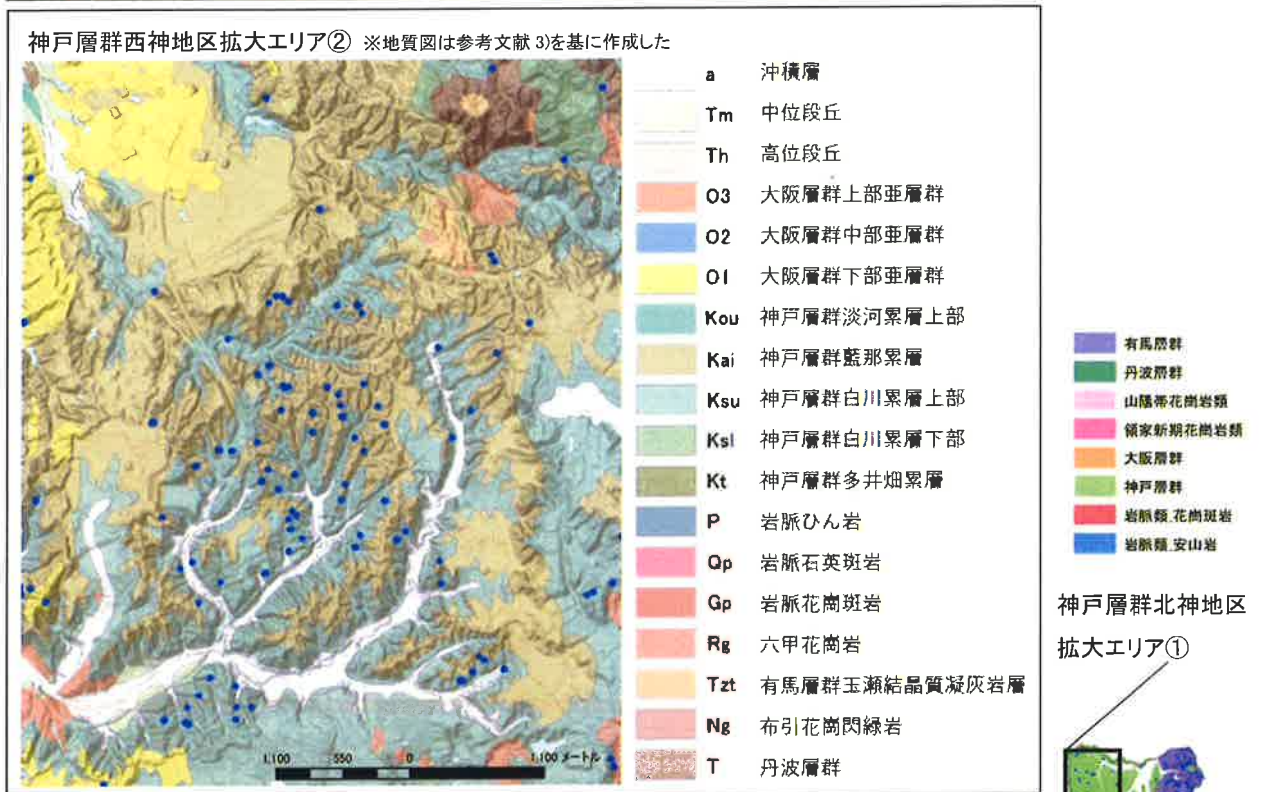 神戸層群西神地区拡大エリア② ※地質図は参考文献 3)を基に作成した
a 沖積層
Tm 中位段丘
Th 高位段丘
O3 大阪層群上部亜層群
O2 大阪層群中部亜層群
O1 大阪層群下部亜層群
Kou 神戸層群淡河累層上部
Kai 神戸層群藍那累層
Ksu 神戸層群白川累層上部
Ksl 神戸層群白川累層下部
Kt 神戸層群多井畑累層
P 岩脈ひん岩
Qp 岩脈石英斑岩
Gp 岩脈花崗斑岩
Rg 六甲花崗岩
Tzt 有馬層群玉瀬結晶質凝灰岩層
Ng 布引花崗閃緑岩
T 丹波層群
1,100 550 0 1,100 メートル
有馬層群
丹波層群
山陰帯花崗岩類
領家新期花崗岩類
大阪層群
神戸層群
岩脈類.花崗斑岩
岩脈類.安山岩
神戸層群北神地区
拡大エリア①